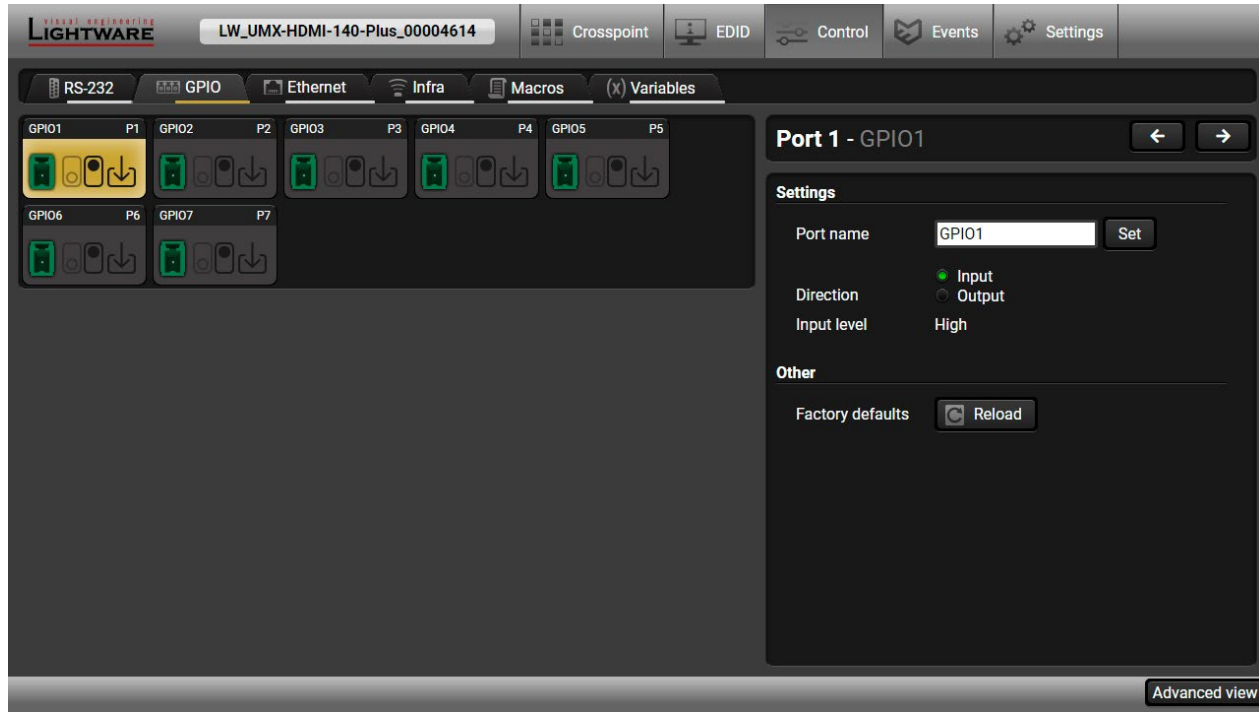 visual engineering
LIGHTWARE
LW_UMX-HDMI-140-Plus_00004614
Crosspoint
EDID
Control
Events
Settings
RS-232
GPIO
Ethernet
Infra
Macros
(x) Variables
GPIO1 P1
GPIO2 P2
GPIO3 P3
GPIO4 P4
GPIO5 P5
GPIO6 P6
GPIO7 P7
Port 1 - GPIO1
Settings
Port name GPIO1 Set
Input
Direction Output
Input level High
Other
Factory defaults Reload
Advanced view